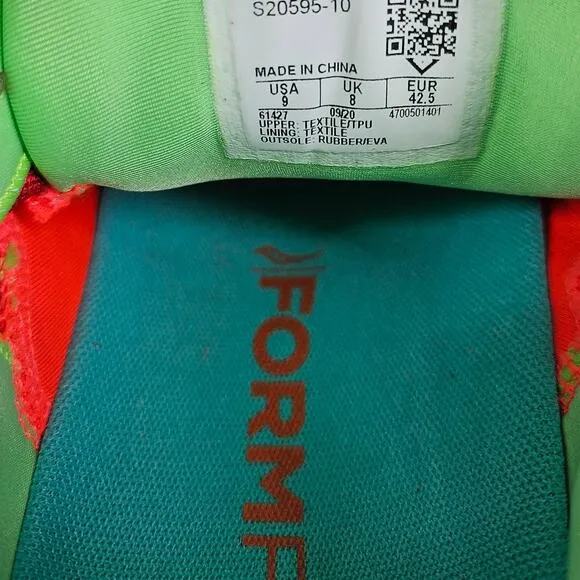 S20595-10
MADE IN CHINA
USA UK EUR
9 8 42.5
61427 09/20 4700501401
UPPER: TEXTILE/TPU
LINING: TEXTILE
OUTSOLE: RUBBER/EVA
FORMF